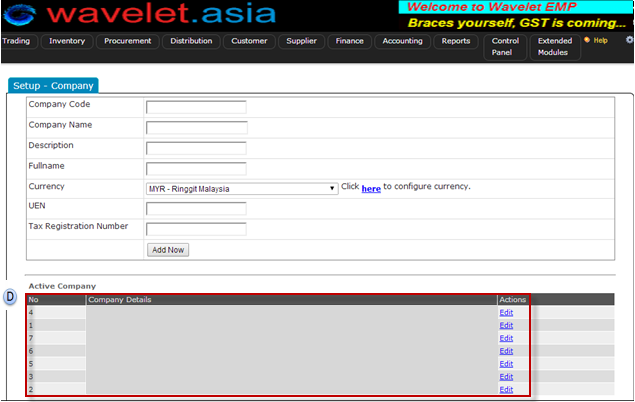 wavelet.asia
Welcome to Wavelet EMP
Braces yourself, GST is coming...
Trading Inventory Procurement Distribution Customer Supplier Finance Accounting Reports Control Panel Extended Modules Help
Setup - Company
Company Code
Company Name
Description
Fullname
Currency MYR - Ringgit Malaysia Click here to configure currency.
UEN
Tax Registration Number
Add Now
Active Company
D
No Company Details Actions
4 Edit
1 Edit
7 Edit
6 Edit
5 Edit
3 Edit
2 Edit